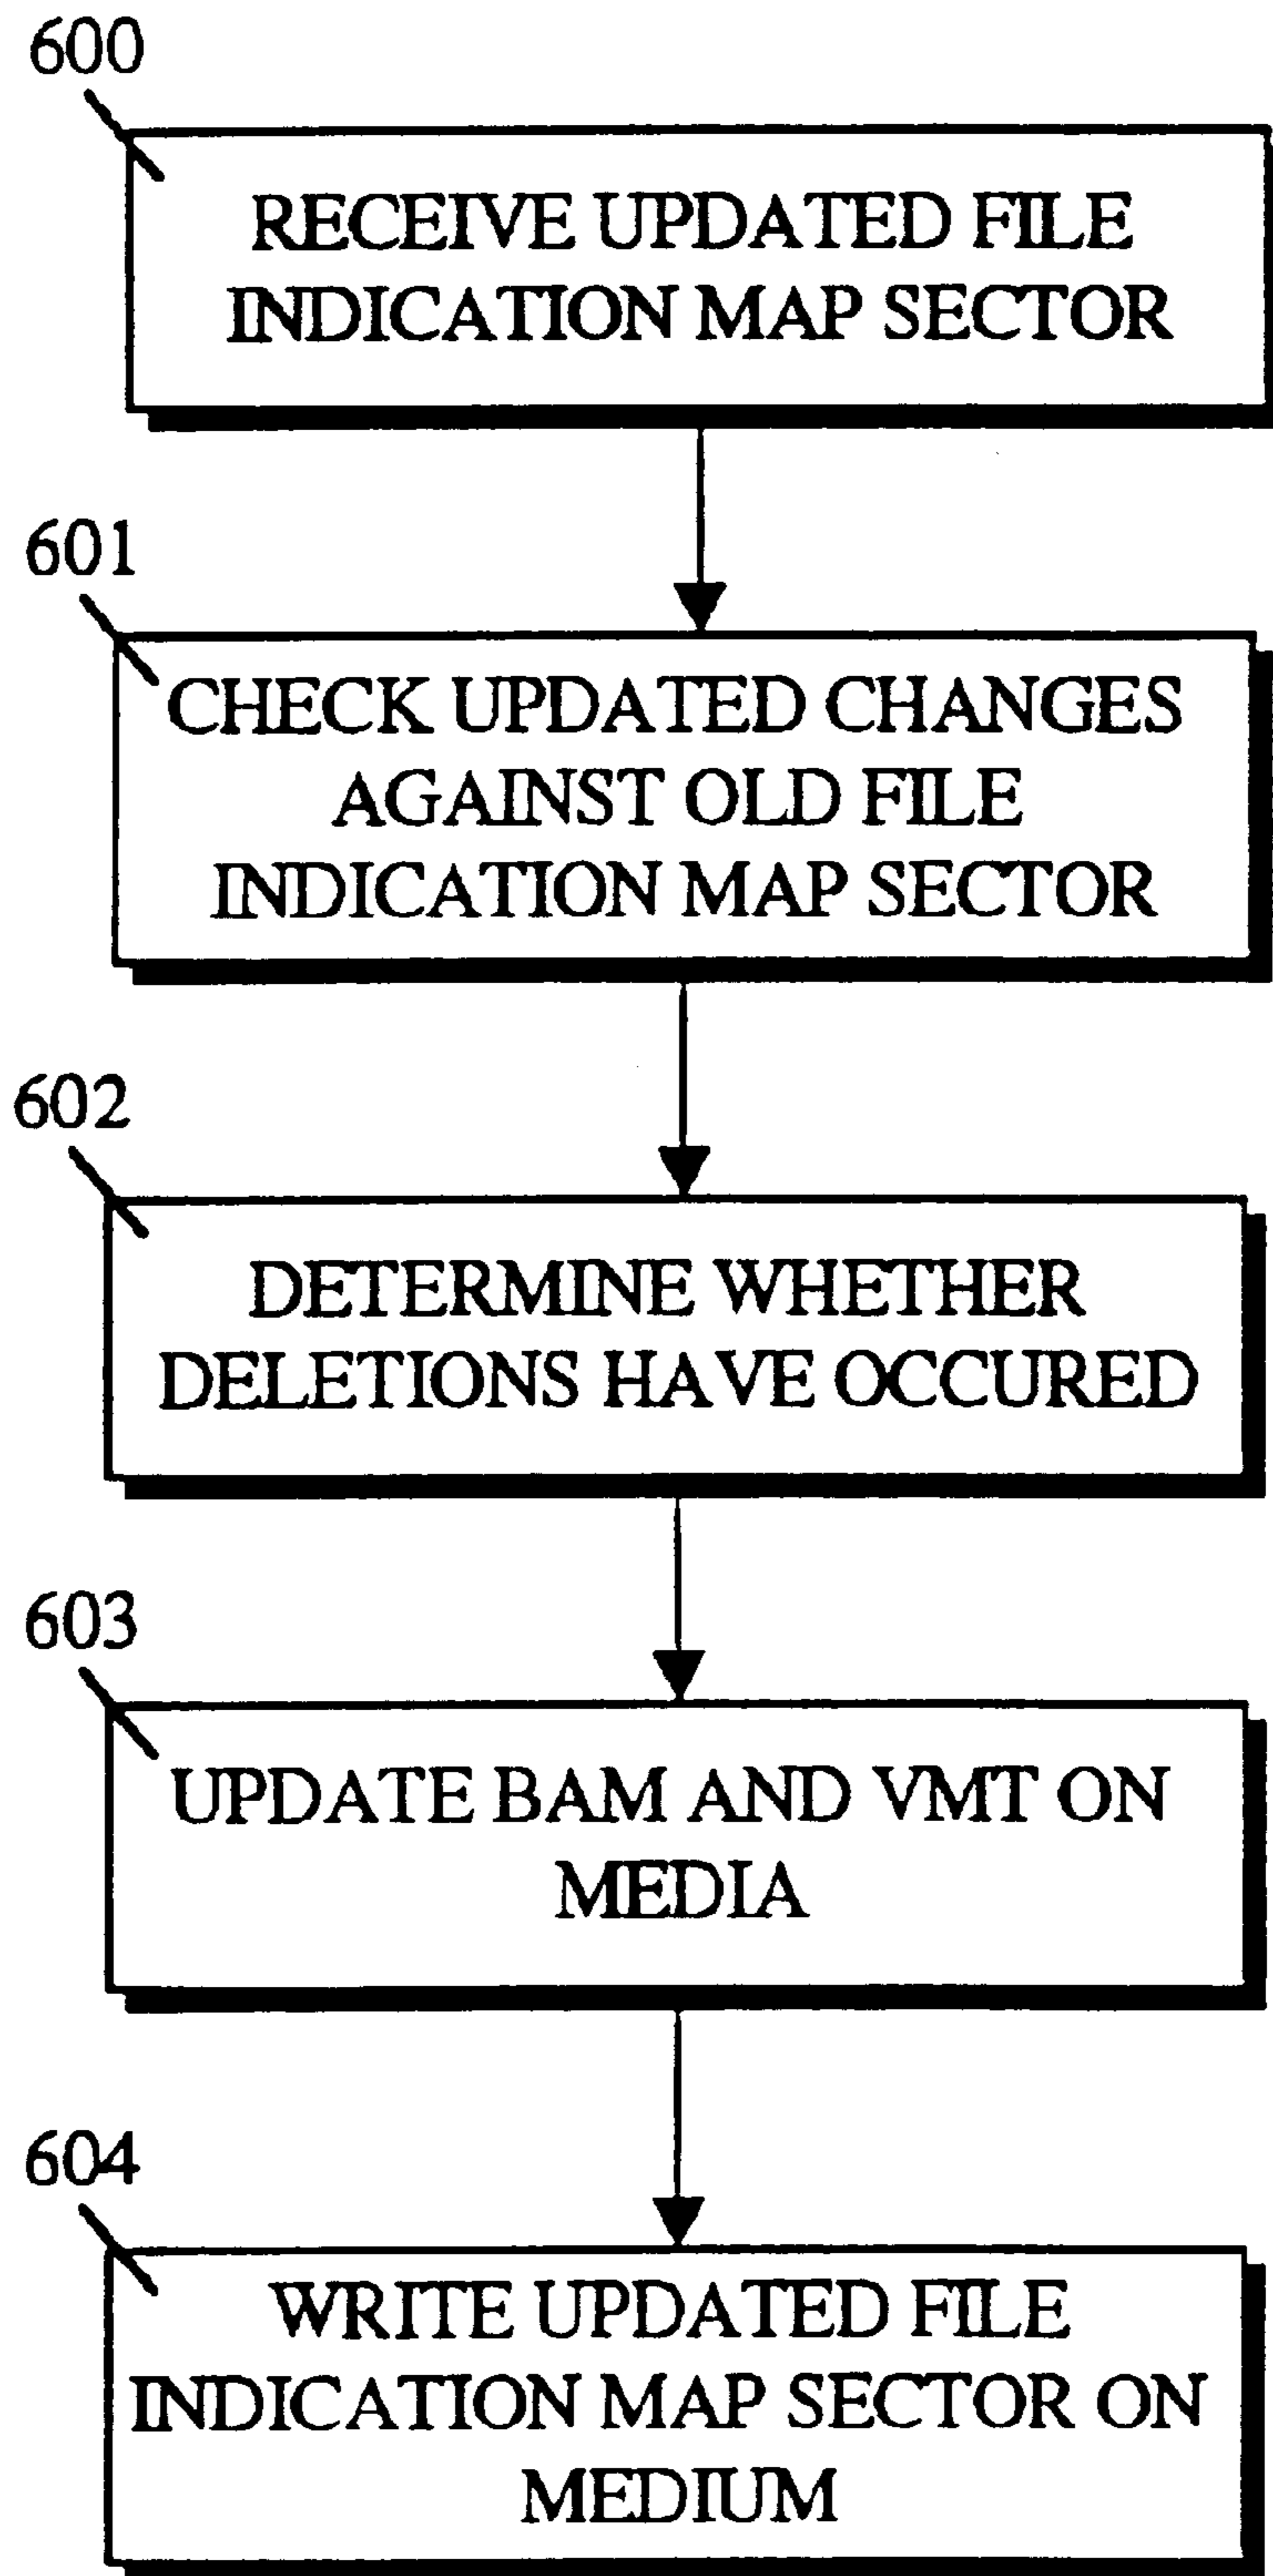 600
RECEIVE UPDATED FILE
INDICATION MAP SECTOR
601
CHECK UPDATED CHANGES
AGAINST OLD FILE
INDICATION MAP SECTOR
602
DETERMINE WHETHER
DELETIONS HAVE OCCURED
603
UPDATE BAM AND VMT ON
MEDIA
604
WRITE UPDATED FILE
INDICATION MAP SECTOR ON
MEDIUM